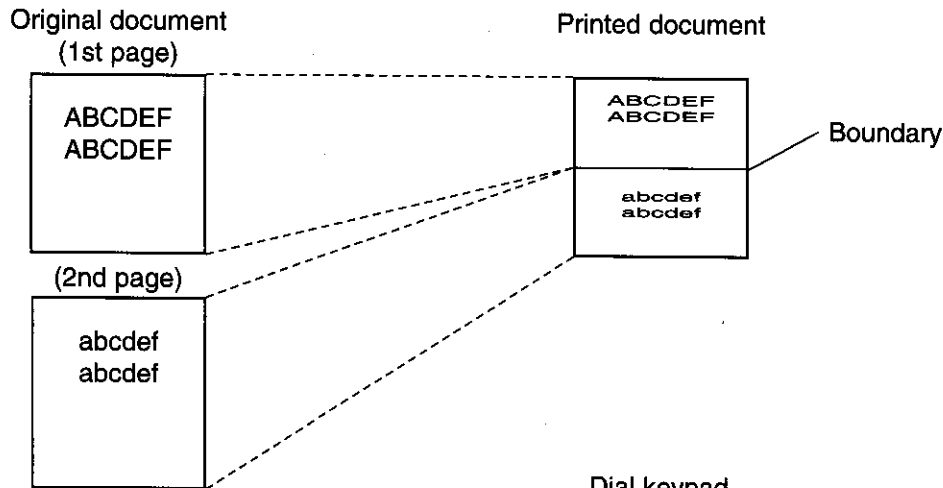 Original document
(1st page)
ABCDEF
ABCDEF
(2nd page)
abcdef
abcdef
Printed document
ABCDEF
ABCDEF
Boundary
abcdef
abcdef
Dial keypad